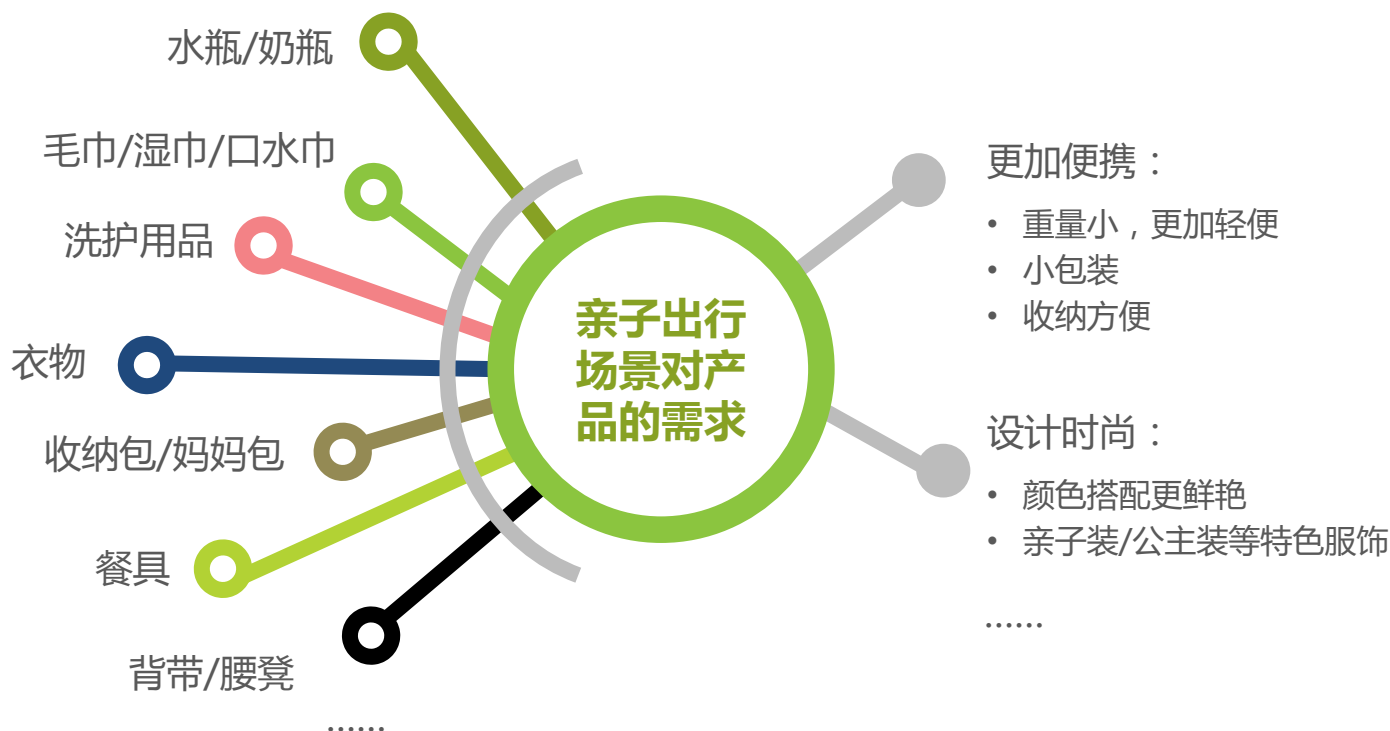 水瓶/奶瓶
毛巾/湿巾/口水巾
洗护用品
衣物
收纳包/妈妈包
餐具
背带/腰凳
……
亲子出行
场景对产
品的需求
更加便携：
• 重量小，更加轻便
• 小包装
• 收纳方便
设计时尚：
• 颜色搭配更鲜艳
• 亲子装/公主装等特色服饰
……